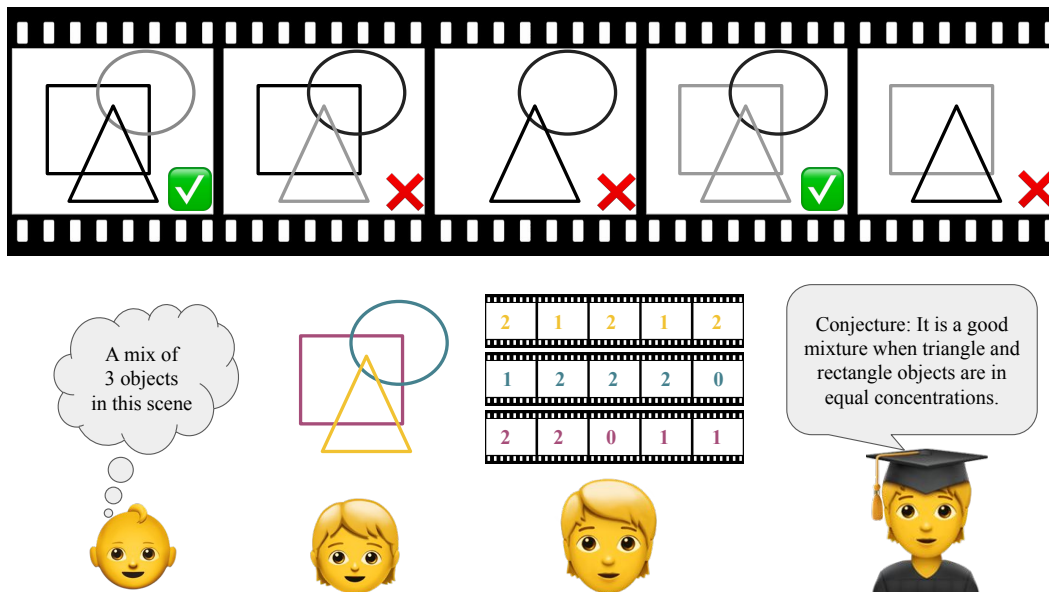 A mix of
3 objects
in this scene
2 1 2 1 2
1 2 2 2 0
2 2 0 1 1
Conjecture: It is a good
mixture when triangle and
rectangle objects are in
equal concentrations.